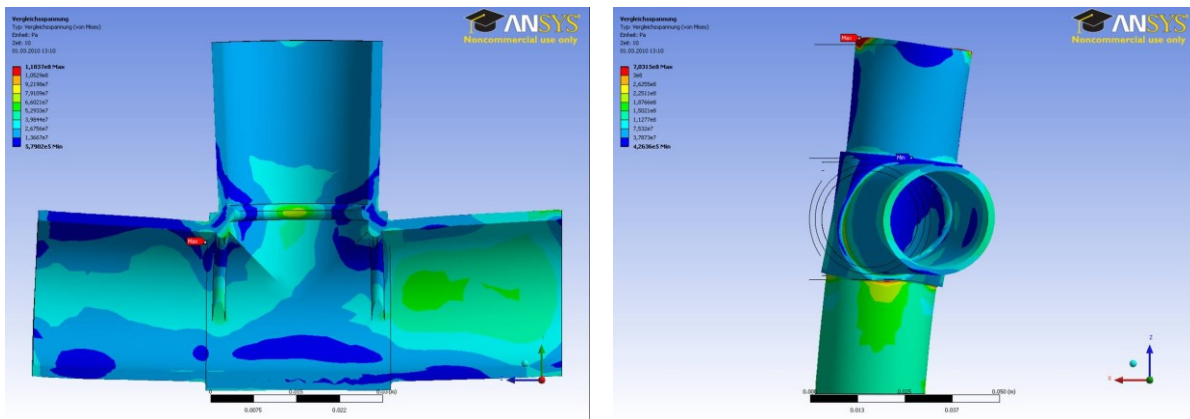 Vergleichsspannung
Typ: Vergleichsspannung (von Mises)
Einheit: Pa
Zeit: 10
01.03.2010 13:10
1,1837e8 Max
1,0529e8
9,2198e7
7,9109e7
6,6021e7
5,2933e7
3,9844e7
2,6756e7
1,3667e7
5,7902e5 Min
ANSYS
Noncommercial use only
Max
0.015
0.03 (m)
0.0075
0.022
Vergleichsspannung
Typ: Vergleichsspannung (von Mises)
Einheit: Pa
Zeit: 10
01.03.2010 13:10
7,0315e8 Max
3e8
2,6255e8
2,2511e8
1,8766e8
1,5021e8
1,1277e8
7,532e7
3,7873e7
4,2636e5 Min
ANSYS
Noncommercial use only
Max
Min
Z
X
0.025
0.050 (m)
0.013
0.037